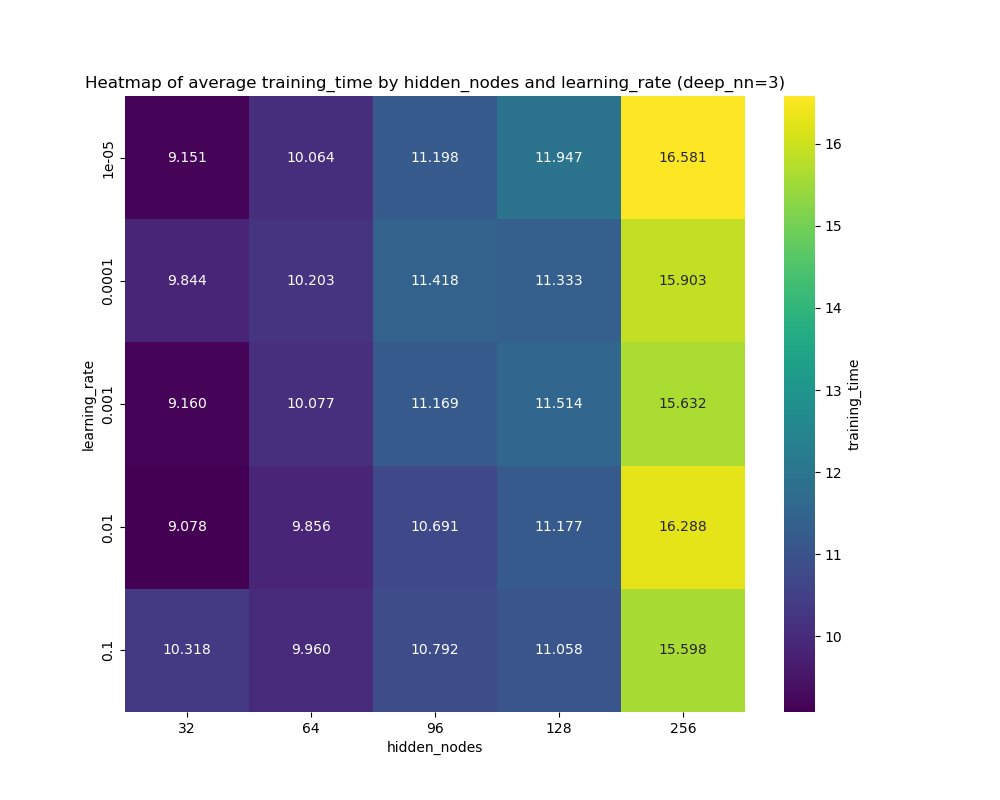 Heatmap of average training_time by hidden_nodes and learning_rate (deep_nn=3)
1e-05 9.151 10.064 11.198 11.947 16.581
0.0001 9.844 10.203 11.418 11.333 15.903
0.001 9.160 10.077 11.169 11.514 15.632
0.01 9.078 9.856 10.691 11.177 16.288
0.1 10.318 9.960 10.792 11.058 15.598
32 64 96 128 256
hidden_nodes
learning_rate
16
15
14
13
12
11
10
training_time